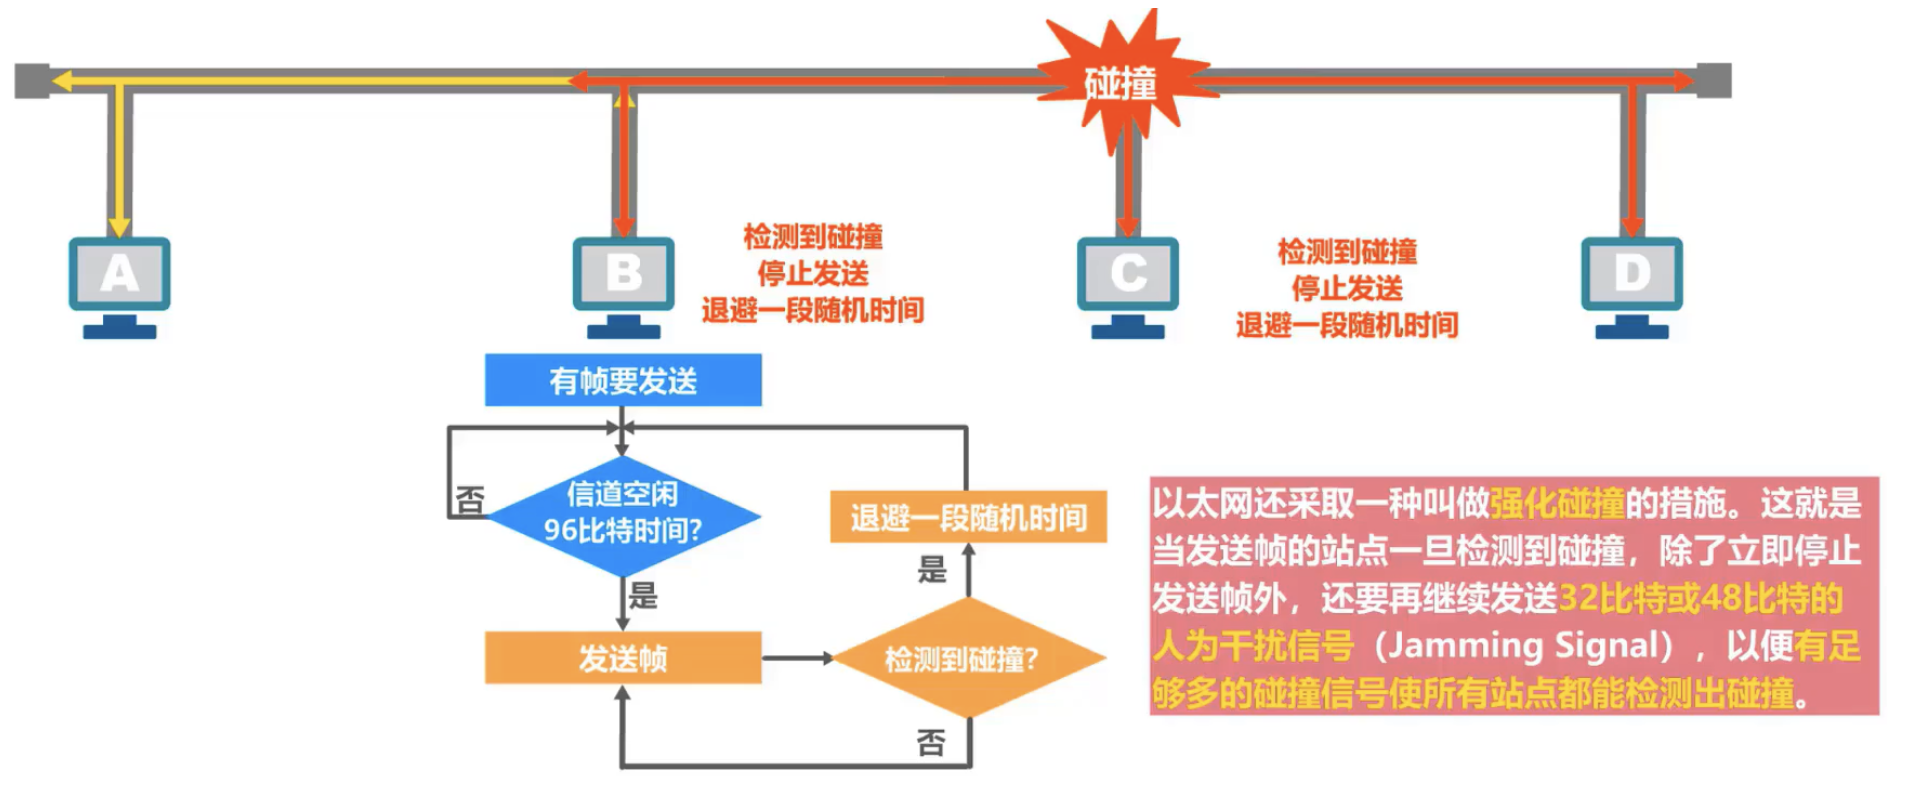 碰撞
A
B
C
D
检测到碰撞
停止发送
退避一段随机时间
检测到碰撞
停止发送
退避一段随机时间
有帧要发送
否
信道空闲
96比特时间?
是
发送帧
退避一段随机时间
是
检测到碰撞?
否
以太网还采取一种叫做强化碰撞的措施。这就是
当发送帧的站点一旦检测到碰撞，除了立即停止
发送帧外，还要再继续发送32比特或48比特的
人为干扰信号（Jamming Signal），以便有足
够多的碰撞信号使所有站点都能检测出碰撞。